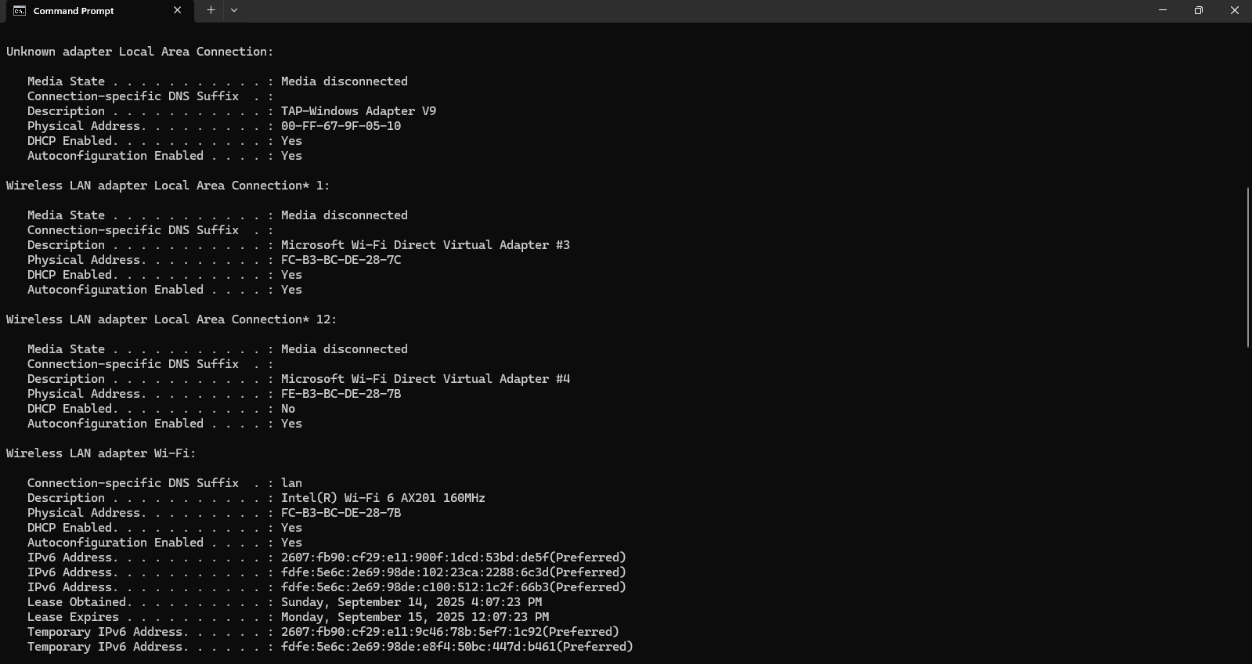 Command Prompt
Unknown adapter Local Area Connection:
Media State . . . . . . . . . . . : Media disconnected
Connection-specific DNS Suffix  . :
Description . . . . . . . . . . . : TAP-Windows Adapter V9
Physical Address. . . . . . . . . : 00-FF-67-9F-05-10
DHCP Enabled. . . . . . . . . . . : Yes
Autoconfiguration Enabled . . . . : Yes
Wireless LAN adapter Local Area Connection* 1:
Media State . . . . . . . . . . . : Media disconnected
Connection-specific DNS Suffix  . :
Description . . . . . . . . . . . : Microsoft Wi-Fi Direct Virtual Adapter #3
Physical Address. . . . . . . . . : FC-B3-BC-DE-28-7C
DHCP Enabled. . . . . . . . . . . : Yes
Autoconfiguration Enabled . . . . : Yes
Wireless LAN adapter Local Area Connection* 12:
Media State . . . . . . . . . . . : Media disconnected
Connection-specific DNS Suffix  . :
Description . . . . . . . . . . . : Microsoft Wi-Fi Direct Virtual Adapter #4
Physical Address. . . . . . . . . : FE-B3-BC-DE-28-7B
DHCP Enabled. . . . . . . . . . . : No
Autoconfiguration Enabled . . . . : Yes
Wireless LAN adapter Wi-Fi:
Connection-specific DNS Suffix  . : lan
Description . . . . . . . . . . . : Intel(R) Wi-Fi 6 AX201 160MHz
Physical Address. . . . . . . . . : FC-B3-BC-DE-28-7B
DHCP Enabled. . . . . . . . . . . : Yes
Autoconfiguration Enabled . . . . : Yes
IPv6 Address. . . . . . . . . . . : 2607:fb90:cf29:e11:900f:1dcd:53bd:de5f(Preferred)
IPv6 Address. . . . . . . . . . . : fdfe:5e6c:2e69:98de:102:23ca:2288:6c3d(Preferred)
IPv6 Address. . . . . . . . . . . : fdfe:5e6c:2e69:98de:c100:512:1c2f:66b3(Preferred)
Lease Obtained. . . . . . . . . . : Sunday, September 14, 2025 4:07:23 PM
Lease Expires . . . . . . . . . . : Monday, September 15, 2025 12:07:23 PM
Temporary IPv6 Address. . . . . . : 2607:fb90:cf29:e11:9c46:78b:5ef7:1c92(Preferred)
Temporary IPv6 Address. . . . . . : fdfe:5e6c:2e69:98de:e8f4:50bc:447d:b461(Preferred)